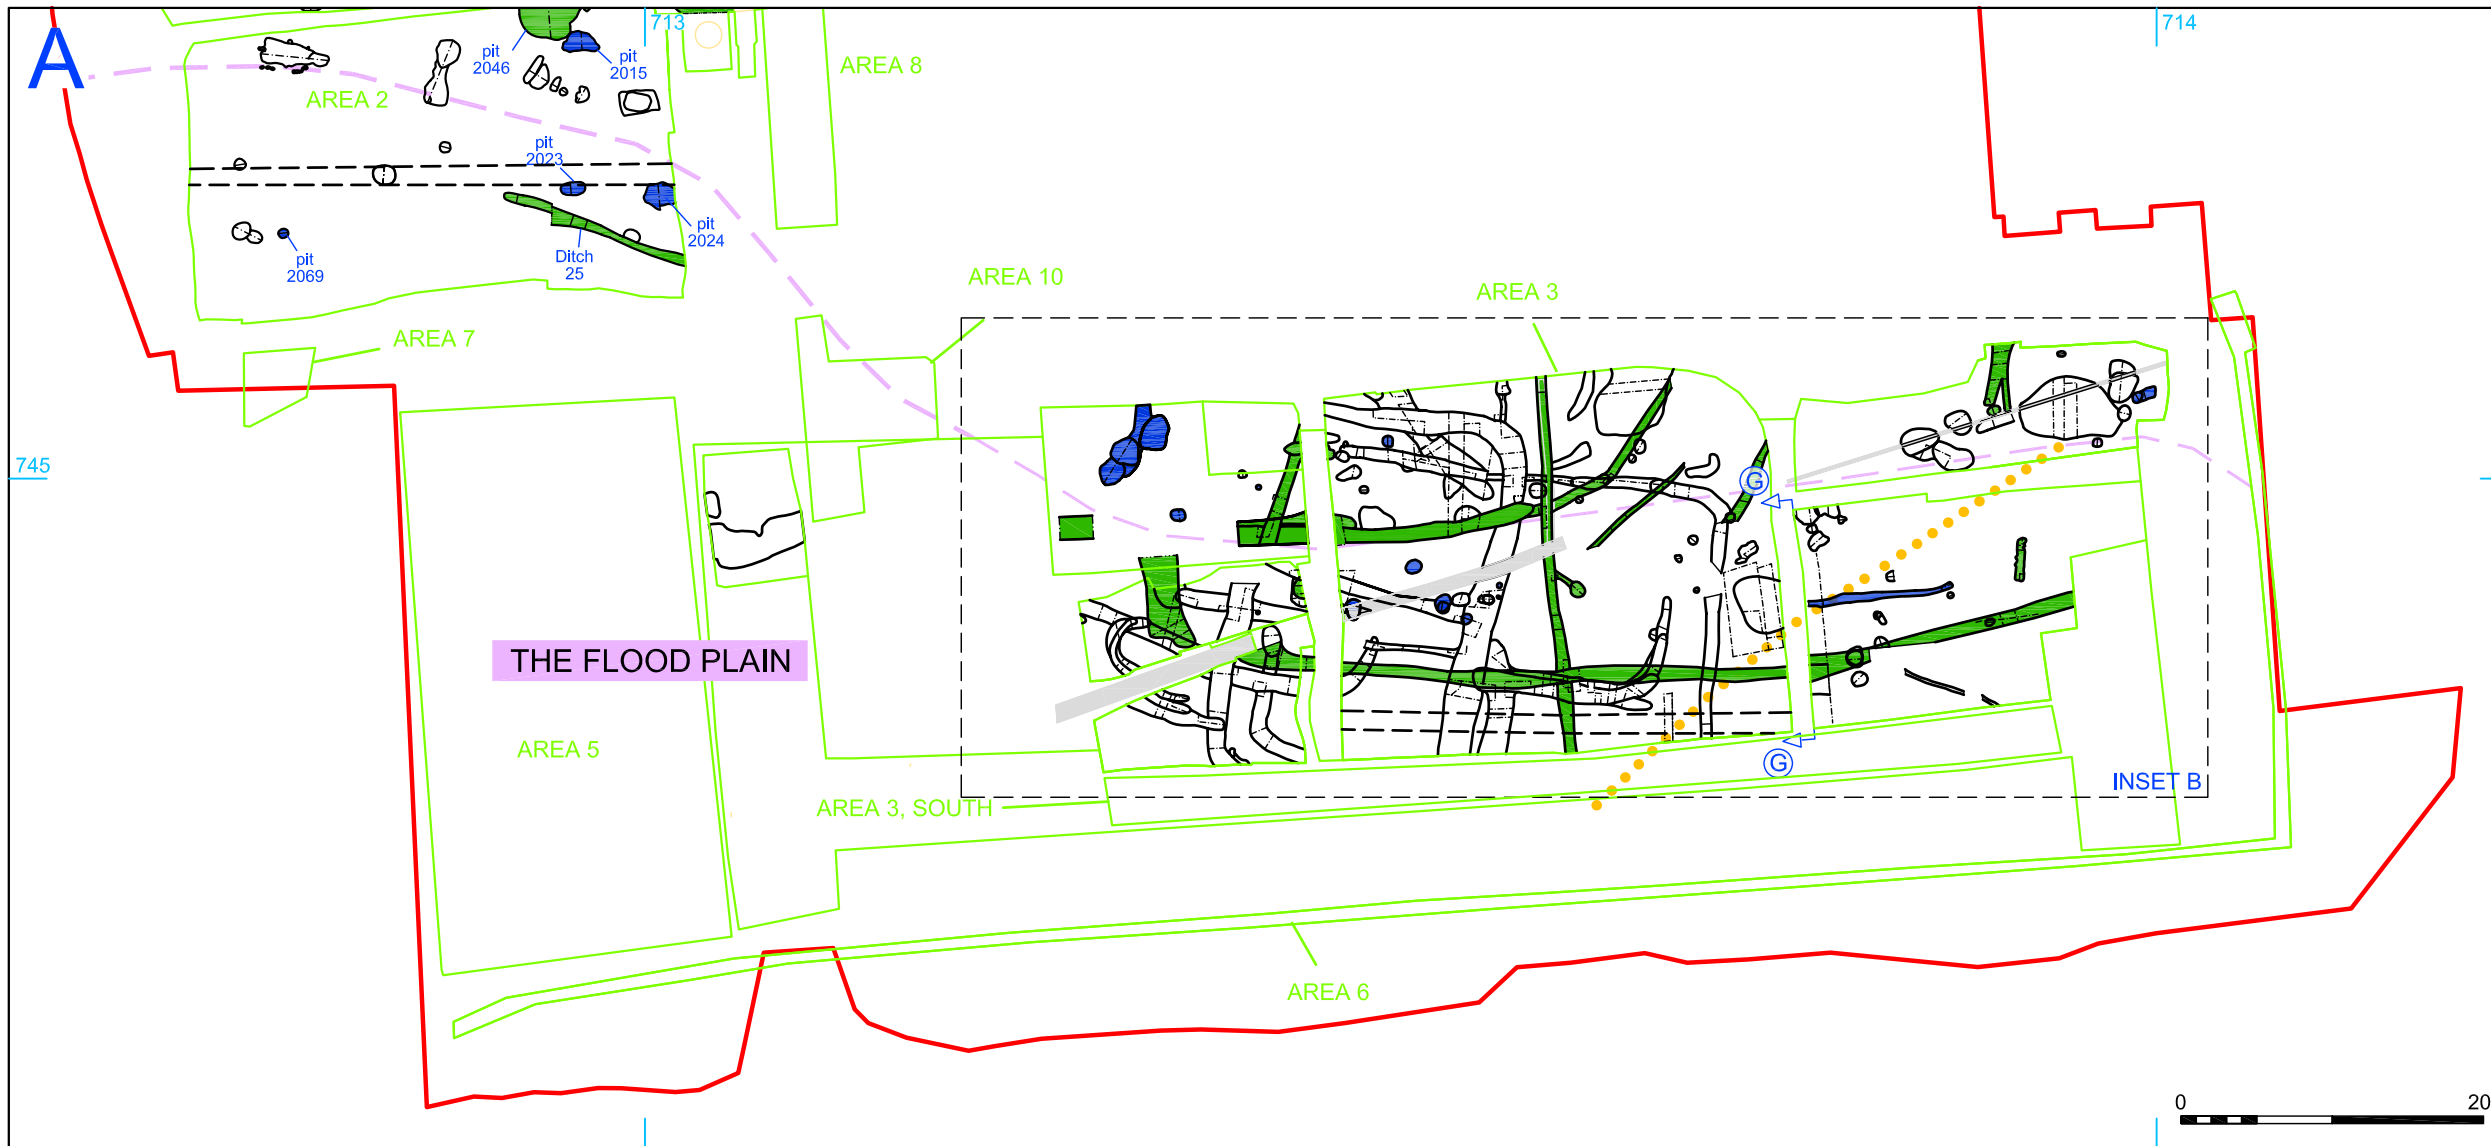 A
713
714
pit
2046
pit
2015
AREA 8
AREA 2
pit
2023
pit
2024
Ditch
25
pit
2069
AREA 10
AREA 3
AREA 7
745
G
THE FLOOD PLAIN
AREA 5
G
INSET B
AREA 3, SOUTH
AREA 6
0
20